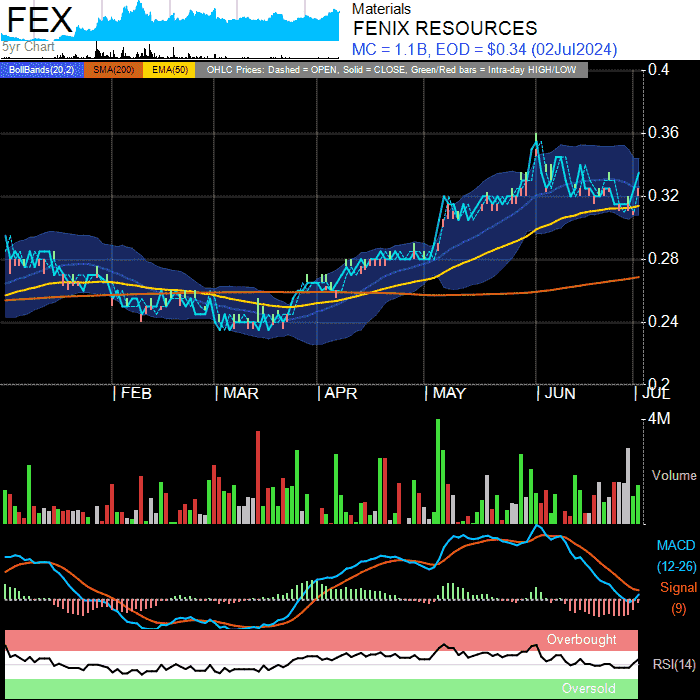 FEX
5yr Chart
Materials
FENIX RESOURCES
MC = 1.1B, EOD = $0.34 (02Jul2024)
BollBands(20,2) SMA(200) EMA(50) OHLC Prices: Dashed = OPEN, Solid = CLOSE, Green/Red bars = Intra-day HIGH/LOW
0.4
0.36
0.32
0.28
0.24
0.2
FEB MAR APR MAY JUN JUL
4M
Volume
MACD
(12-26)
Signal
(9)
Overbought
RSI(14)
Oversold